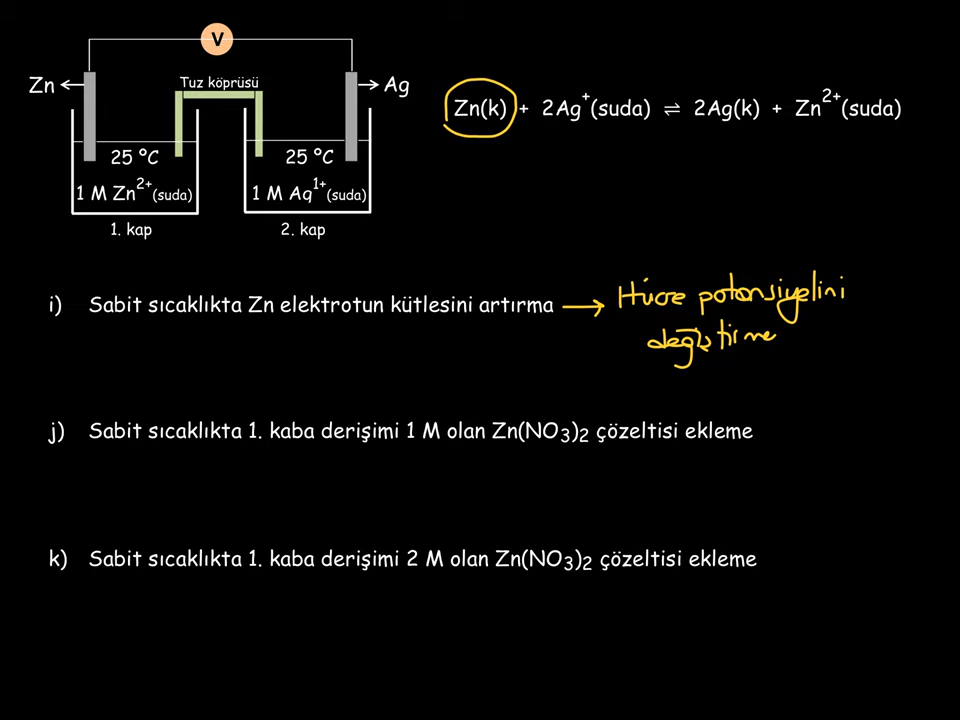 V
Zn
Tuz köprüsü
Ag
Zn(k) + 2Ag⁺(suda) ⇌ 2Ag(k) + Zn²⁺(suda)
25 ºC
25 ºC
1 M Zn²⁺(suda)
1 M Ag¹⁺(suda)
1. kap
2. kap
i) Sabit sıcaklıkta Zn elektrotun kütlesini artırma → Hücre potansiyelini
değiştirme
j) Sabit sıcaklıkta 1. kaba derişimi 1 M olan Zn(NO₃)₂ çözeltisi ekleme
k) Sabit sıcaklıkta 1. kaba derişimi 2 M olan Zn(NO₃)₂ çözeltisi ekleme